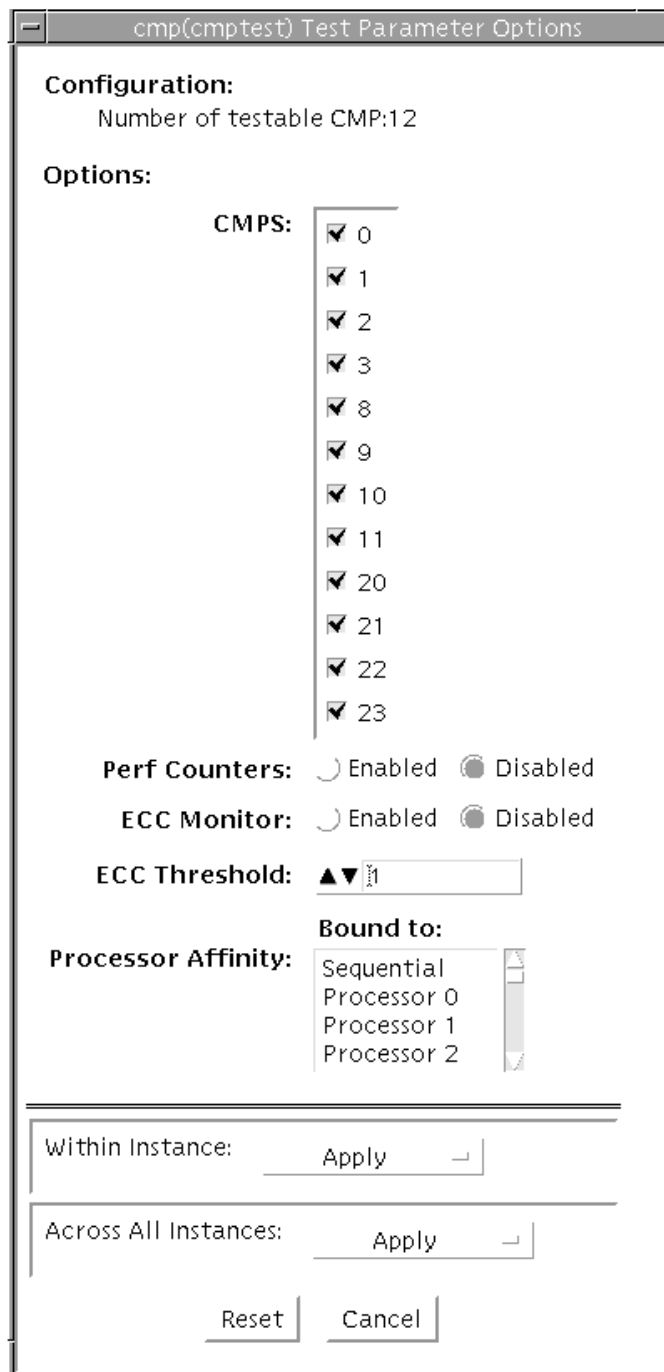 cmp(cmptest) Test Parameter Options
Configuration:
Number of testable CMP:12
Options:
CMPS:
0
1
2
3
8
9
10
11
20
21
22
23
Perf Counters: Enabled Disabled
ECC Monitor: Enabled Disabled
ECC Threshold: 1
Bound to:
Processor Affinity:
Sequential
Processor 0
Processor 1
Processor 2
Within Instance: Apply
Across All Instances: Apply
Reset Cancel